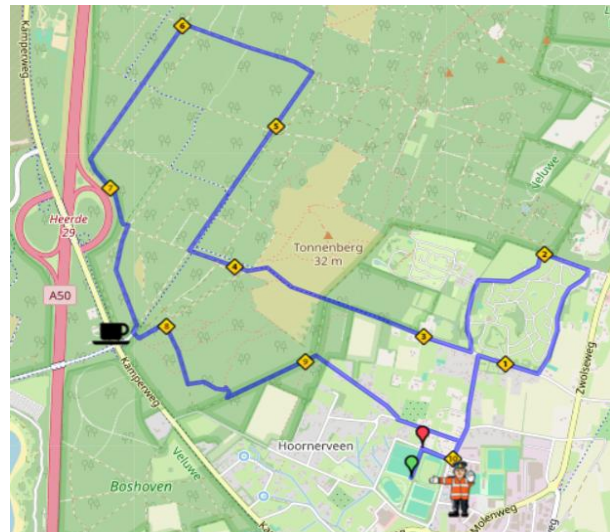 Kamperweg
6
5
Veluwe
7
Heerde
29
Tonnenberg
32 m
2
4
A50
8
3
1
9
Zwolseweg
Kamperweg
Hoornerveen
10
Veluwe
Boshoven
Molenweg